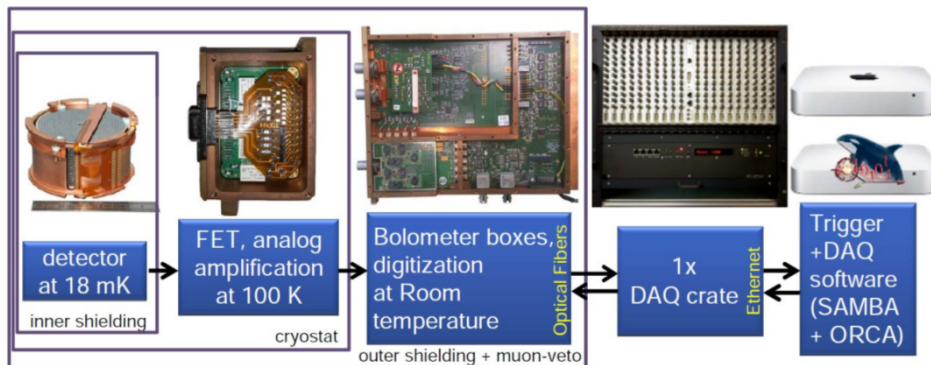 detector
at 18 mK
inner shielding
FET, analog
amplification
at 100 K
cryostat
Bolometer boxes,
digitization
at Room
temperature
Optical Fibers
outer shielding + muon-veto
1x
DAQ crate
Ethernet
Trigger
+DAQ
software
(SAMBA
+ ORCA)